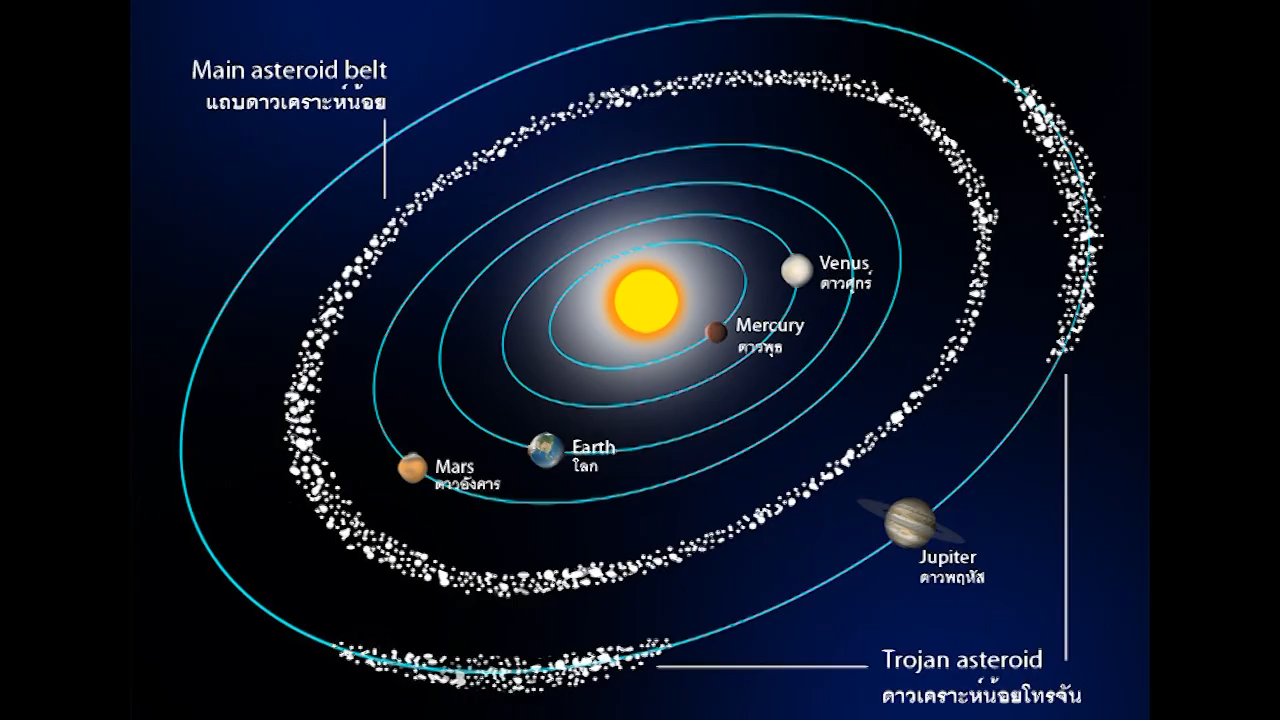 Main asteroid belt
แถบดาวเคราะห์น้อย
Venus
ดาวศุกร์
Mercury
ดาวพุธ
Earth
โลก
Mars
ดาวอังคาร
Jupiter
ดาวพฤหัส
Trojan asteroid
ดาวเคราะห์น้อยโทรจัน